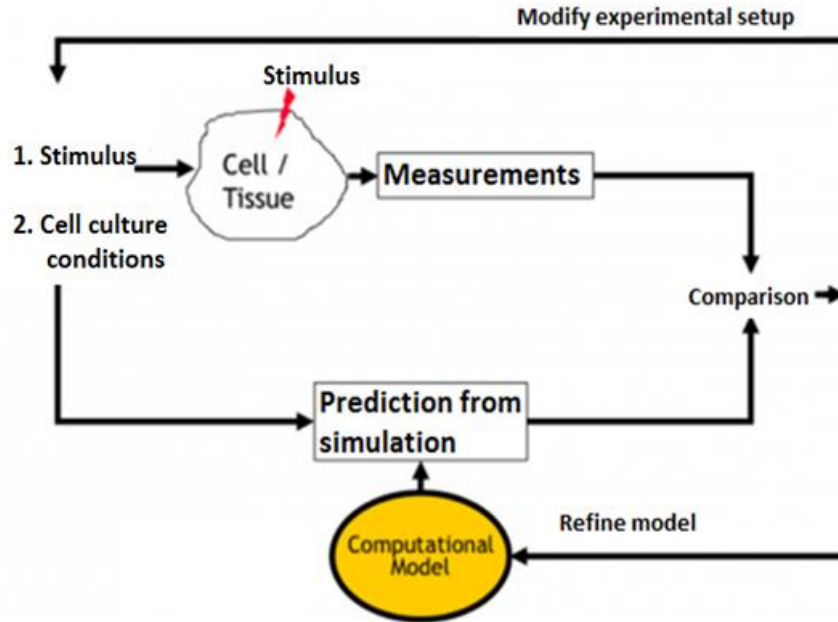 Modify experimental setup
Stimulus
1. Stimulus
Cell /
Tissue
Measurements
2. Cell culture
conditions
Comparison
Prediction from
simulation
Refine model
Computational
Model